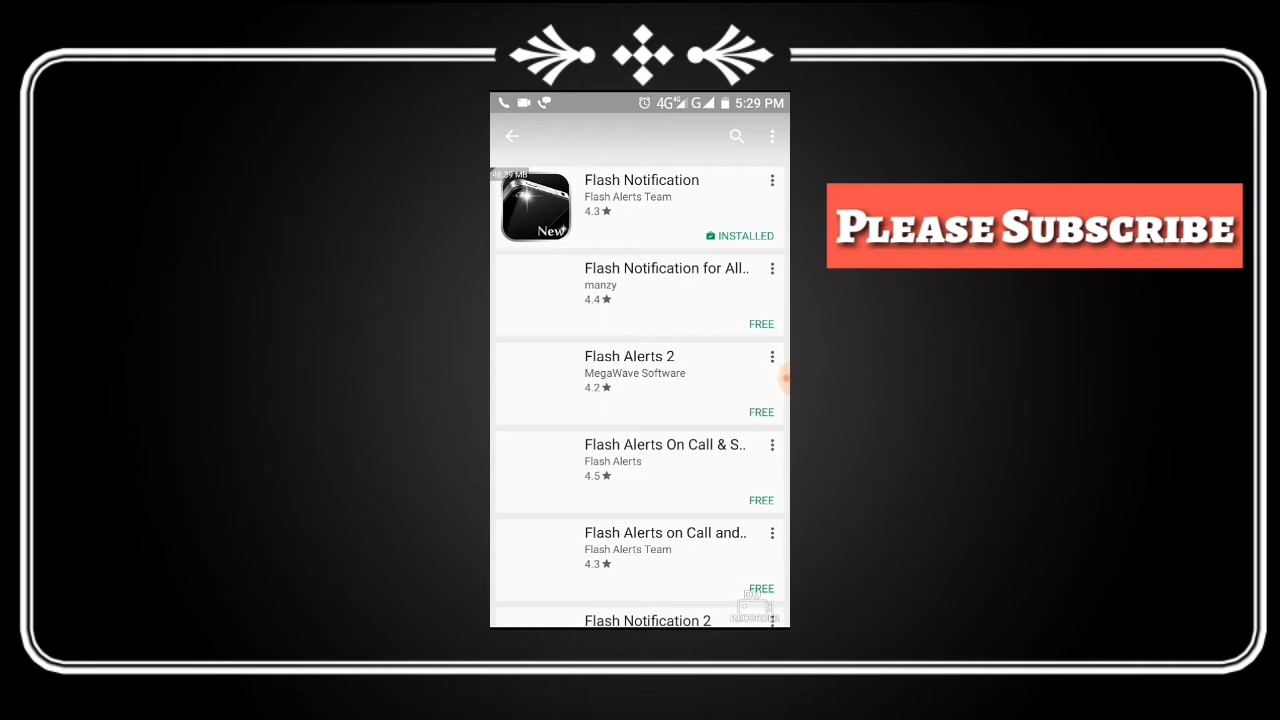 4G 4G G 5:29 PM
48.39 MB
Flash Notification
Flash Alerts Team
4.3★
New
INSTALLED
Flash Notification for All..
manzy
4.4★
FREE
Flash Alerts 2
MegaWave Software
4.2★
FREE
Flash Alerts On Call & S..
Flash Alerts
4.5★
FREE
Flash Alerts on Call and..
Flash Alerts Team
4.3★
FREE
DU
RECORDER
Flash Notification 2
PLEASE SUBSCRIBE